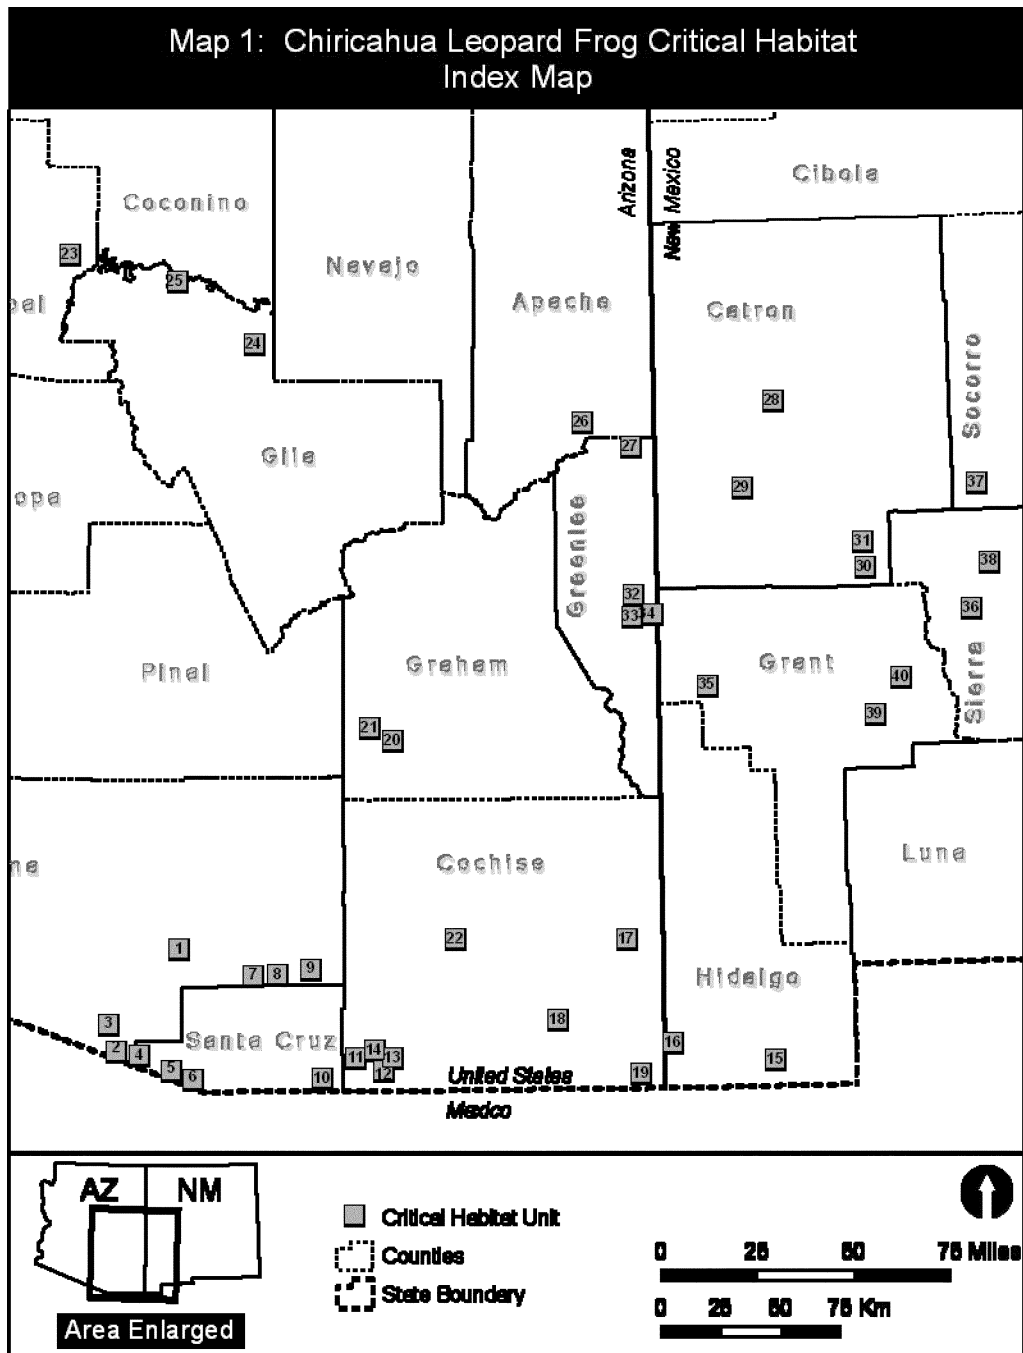 Map 1: Chiricahua Leopard Frog Critical Habitat
Index Map
Arizona
New Mexico
Cibola
Coconino
23
25
Navajo
Apache
Catron
pai
24
Socorro
28
26
27
Gila
opa
29
37
Greenlee
31
30
38
32
33
34
36
Pinal
Graham
Grant
35
40
Sierra
39
21
20
na
Cochise
Luna
1
22
17
7
8
9
Hidalgo
3
18
Santa Cruz
2
4
5
6
10
11
14
13
12
16
15
19
United States
Mexico
AZ
NM
Area Enlarged
Critical Habitat Unit
Counties
State Boundary
0 25 50 75 Miles
0 25 50 75 Km